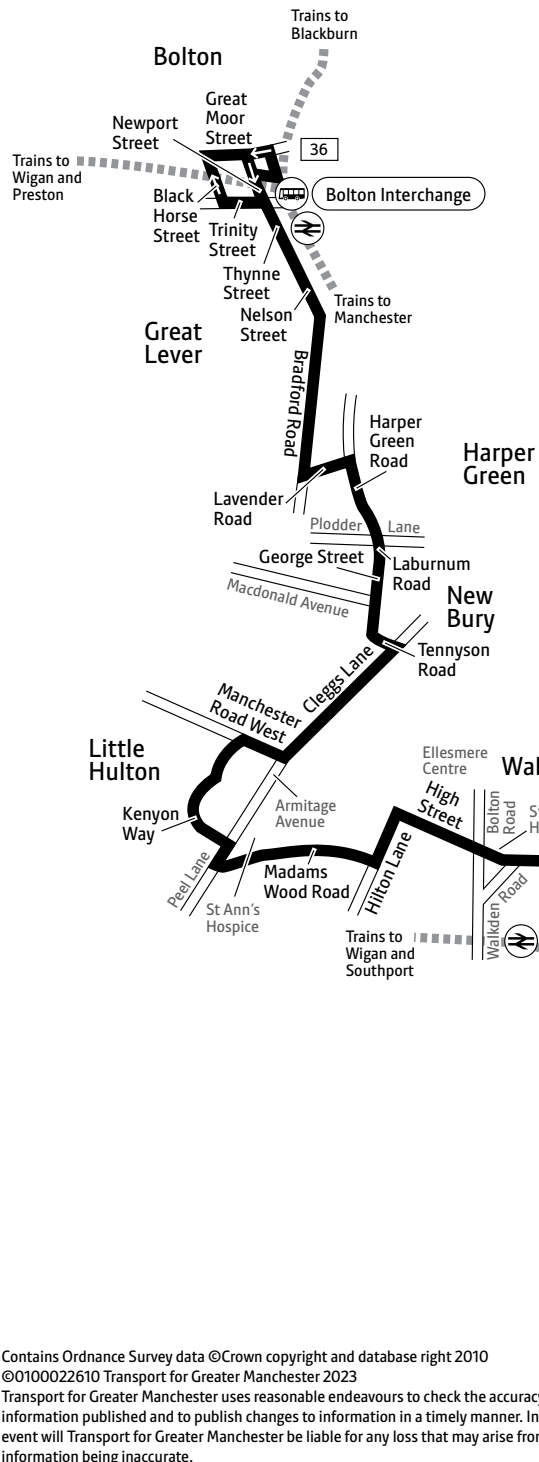 Trains to
Blackburn
Bolton
Great
Moor
Street
Newport
Street
36
Trains to
Wigan and
Preston
Bolton Interchange
Black
Horse
Street
Trinity
Street
Thynne
Street
Nelson
Street
Trains to
Manchester
Great
Lever
Bradford Road
Harper
Green
Road
Harper
Green
Lavender
Road
Plodder Lane
George Street
Laburnum
Road
Macdonald Avenue
New
Bury
Tennyson
Road
Cleggs Lane
Manchester
Road West
Little
Hulton
Ellesmere
Centre
Wal
High
Street
Bolton
Road
St
H
Kenyon
Way
Armitage
Avenue
Peel Lane
Madams
Wood Road
Hilton Lane
Walkden Road
St Ann's
Hospice
Trains to
Wigan and
Southport
Contains Ordnance Survey data ©Crown copyright and database right 2010
©0100022610 Transport for Greater Manchester 2023
Transport for Greater Manchester uses reasonable endeavours to check the accuracy
information published and to publish changes to information in a timely manner. In
event will Transport for Greater Manchester be liable for any loss that may arise from
information being inaccurate.